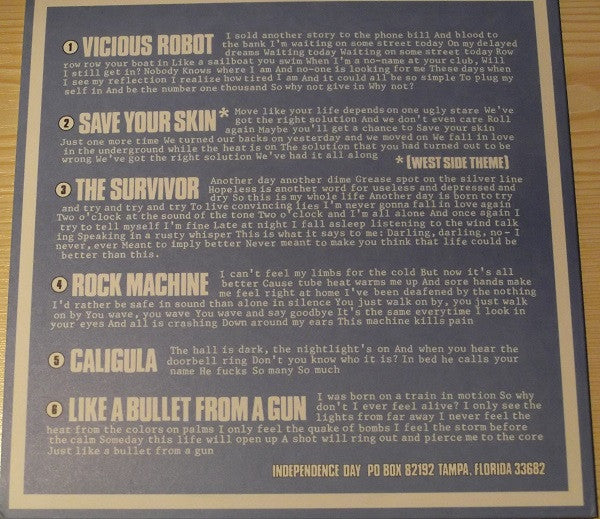 1 VICIOUS ROBOT I sold another story to the phone bill And blood to
the bank I'm waiting on some street today On my delayed
dreams Waiting today Waiting on some street today Row
row row your boat in Like a sailboat you swim When I'm a no-name at your club, Will
I still get in? Nobody Knows where I am And no-one is looking for me These days when
I see my reflection I realize how tired I am And it could all be so simple To plug my
self in And be the number one thousand So why not give in Why not?
2 SAVE YOUR SKIN* Move like your life depends on one ugly stare We've
got the right solution And we don't even care Roll
again Maybe you'll get a chance to Save your skin
Just one more time We turned our backs on yesterday and we moved on We fall in love
in the underground while the heat is on The solution that you had turned out to be
wrong We've got the right solution We've had it all along *(WEST SIDE THEME)
3 THE SURVIVOR Another day another dime Grease spot on the silver line
Hopeless is another word for useless and depressed and
dry So this is my whole life Another day is born to try
and try and try and try To live convincing lies I'm never gonna fall in love again
Two o'clock at the sound of the tone Two o'clock and I'm all alone And once again I
try to tell myself I'm fine Late at night I fall asleep listening to the wind talk
ing Speaking in a rusty whisper This is what it says to me: Darling, darling, no- I
never, ever Meant to imply better Never meant to make you think that life could be
better than this.
4 ROCK MACHINE I can't feel my limbs for the cold But now it's all
better Cause tube heat warms me up And sore hands make
me feel right at home I've been deafened by the nothing
I'd rather be safe in sound than alone in silence You just walk on by, you just walk
on by You wave, you wave You wave and say goodbye It's the same everytime I look in
your eyes And all is crashing Down around my ears This machine kills pain
5 CALIGULA The hall is dark, the nightlight's on And when you hear the
doorbell ring Don't you know who it is? In bed he calls your
name He fucks So many So much
6 LIKE A BULLET FROM A GUN I was born on a train in motion So why
don't I ever feel alive? I only see the
lights from far away I never feel the
heat from the colors on palms I only feel the quake of bombs I feel the storm before
the calm Someday this life will open up A shot will ring out and pierce me to the core
Just like a bullet from a gun
INDEPENDENCE DAY PO BOX 82192 TAMPA, FLORIDA 33682